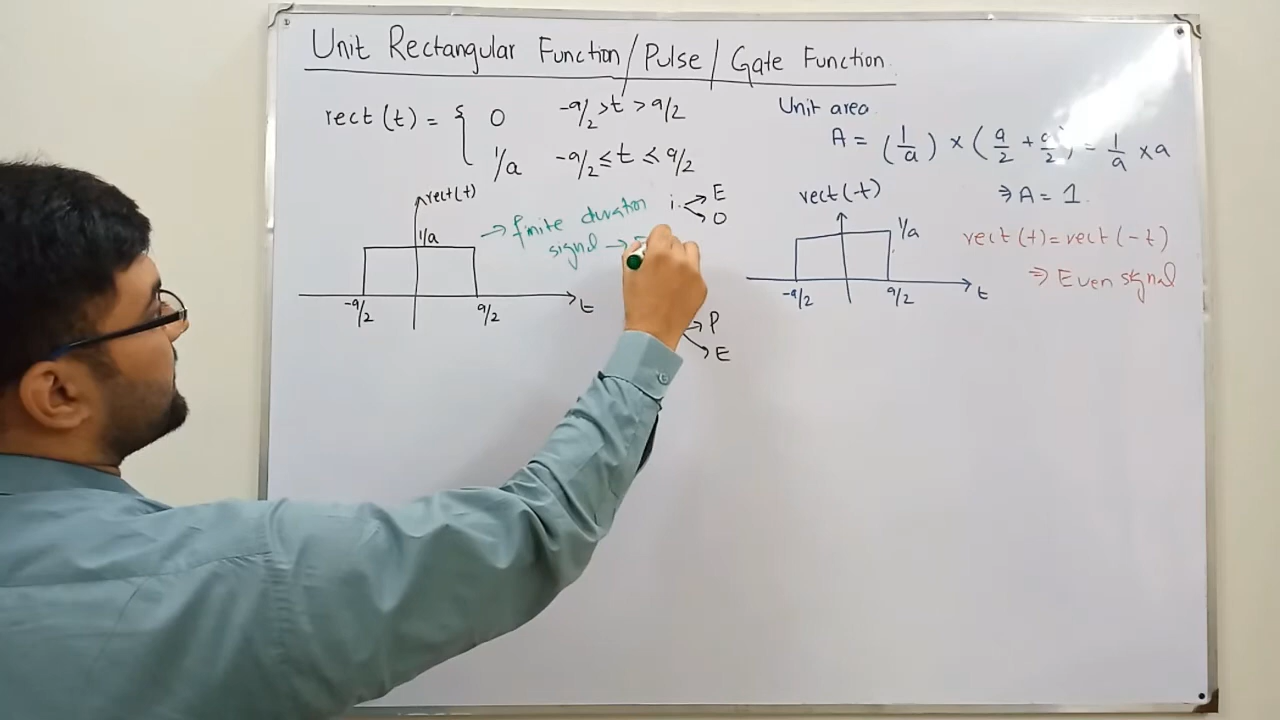 Unit Rectangular Function / Pulse / Gate Function
rect (t) = { 0 -a/2 > t > a/2
1/a -a/2 ≤ t ≤ a/2
rect(t)
1/a
-a/2 a/2 t
→ finite duration
signal →
i. E
O
P
E
Unit area
A = (1/a) × (a/2 + a/2) = 1/a × a
⇒ A = 1
rect(-t)
1/a
-a/2 a/2 t
rect (t) = rect (-t)
⇒ Even signal